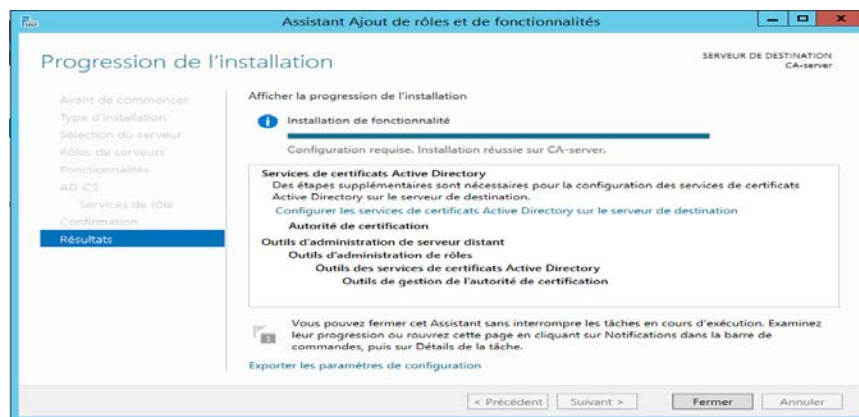 Assistant Ajout de rôles et de fonctionnalités
Progression de l'installation
SERVEUR DE DESTINATION
CA-server
Avant de commencer
Type d'installation
Sélection du serveur
Rôles de serveurs
Fonctionnalités
AD CS
Services de rôle
Confirmation
Résultats
Afficher la progression de l'installation
Installation de fonctionnalité
Configuration requise. Installation réussie sur CA-server.
Services de certificats Active Directory
Des étapes supplémentaires sont nécessaires pour la configuration des services de certificats
Active Directory sur le serveur de destination.
Configurer les services de certificats Active Directory sur le serveur de destination
Autorité de certification
Outils d'administration de serveur distant
Outils d'administration de rôles
Outils des services de certificats Active Directory
Outils de gestion de l'autorité de certification
1
Vous pouvez fermer cet Assistant sans interrompre les tâches en cours d'exécution. Examinez
leur progression ou rouvrez cette page en cliquant sur Notifications dans la barre de
commandes, puis sur Détails de la tâche.
Exporter les paramètres de configuration
< Précédent
Suivant >
Fermer
Annuler